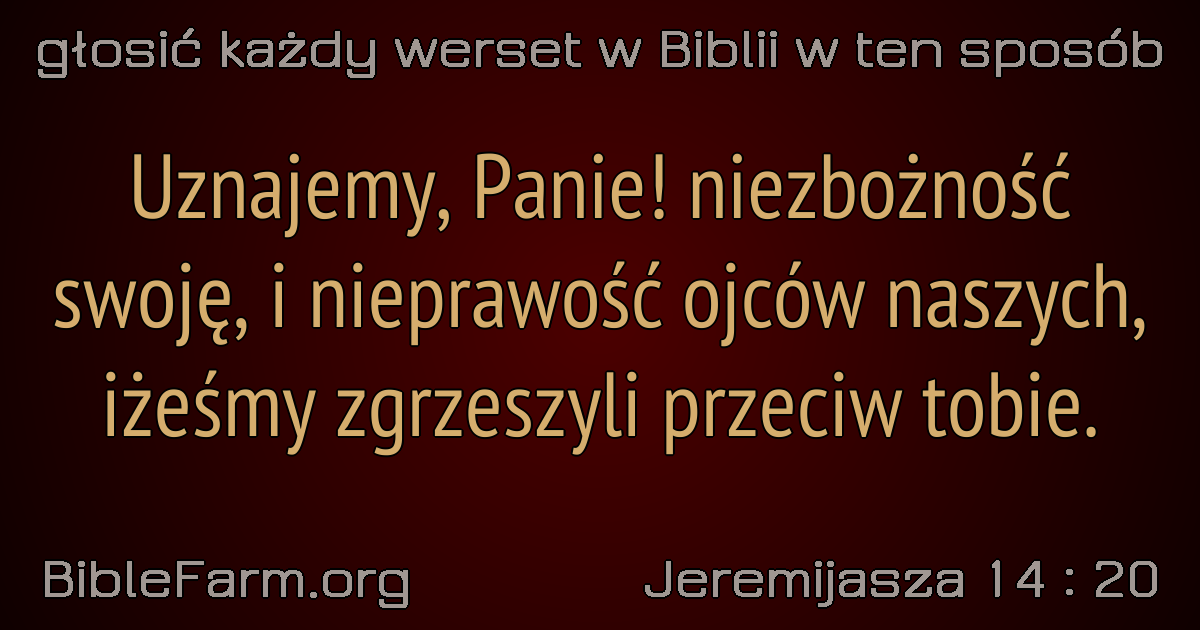 głosić każdy werset w Biblii w ten sposób
Uznajemy, Panie! niezbożność
swoję, i nieprawość ojców naszych,
iżeśmy zgrzeszyli przeciw tobie.
BibleFarm.org
Jeremijasza 14 : 20